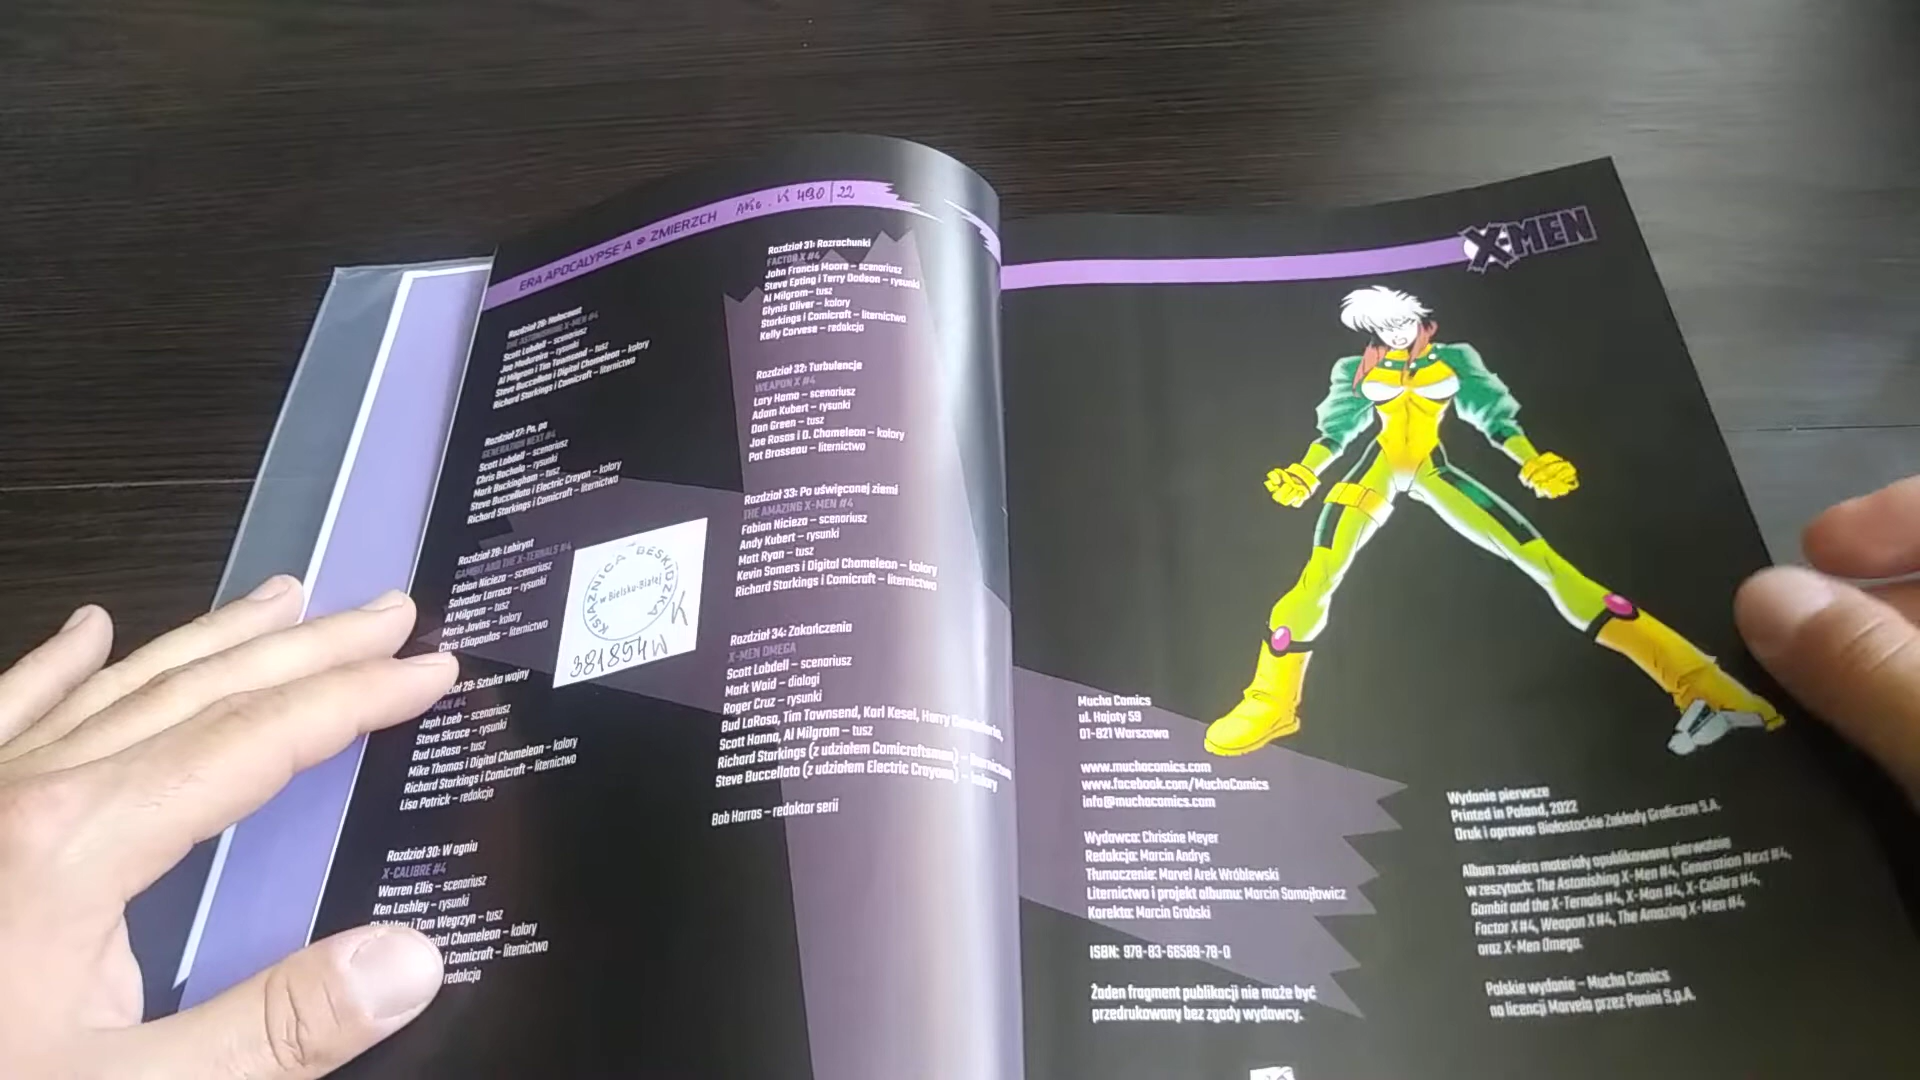 ERA APOCALYPSE'A ZMIERZCH Akc. K 490/22
Rozdział 26: Holocaust
THE ASTONISHING X-MEN #4
Scott Lobdell – scenariusz
Joe Madureira – rysunki
Al Milgrom i Tim Townsend – tusz
Steve Buccellato i Digital Chameleon – kolory
Richard Starkings i Comicraft – liternictwo
Rozdział 27: Pa, pa
GENERATION NEXT #4
Scott Lobdell – scenariusz
Chris Bachalo – rysunki
Mark Buckingham – tusz
Steve Buccellato i Electric Crayon – kolory
Richard Starkings i Comicraft – liternictwo
Rozdział 28: Labirynt
GAMBIT AND THE X-TERNALS #4
Fabian Nicieza – scenariusz
Salvador Larroca – rysunki
Al Milgrom – tusz
Marie Javins – kolory
Chris Eliopoulos – liternictwo
29: Sztuka wojny
MAN #4
Jeph Loeb – scenariusz
Steve Skroce – rysunki
Bud LaRosa – tusz
Mike Thomas i Digital Chameleon – kolory
Richard Starkings i Comicraft – liternictwo
Lisa Patrick – redakcja
Rozdział 30: W ogniu
X-CALIBRE #4
Warren Ellis – scenariusz
Ken Lashley – rysunki
i Tom Wegrzyn – tusz
Digital Chameleon – kolory
i Comicraft – liternictwo
redakcja
KSIĄŻNICA BESKIDZKA
w Bielsku-Białej
K
381854W
Rozdział 31: Rozrachunki
FACTOR X #4
John Francis Moore – scenariusz
Steve Epting i Terry Dodson – rysunki
Al Milgrom – tusz
Glynis Oliver – kolory
Starkings i Comicraft – liternictwo
Kelly Corvese – redakcja
Rozdział 32: Turbulencje
WEAPON X #4
Lary Hama – scenariusz
Adam Kubert – rysunki
Dan Green – tusz
Joe Rosas i D. Chameleon – kolory
Pat Brosseau – liternictwo
Rozdział 33: Po uświęconej ziemi
THE AMAZING X-MEN #4
Fabian Nicieza – scenariusz
Andy Kubert – rysunki
Matt Ryan – tusz
Kevin Somers i Digital Chameleon – kolory
Richard Starkings i Comicraft – liternictwo
Rozdział 34: Zakończenia
X-MEN OMEGA
Scott Lobdell – scenariusz
Mark Waid – dialogi
Roger Cruz – rysunki
Bud LaRosa, Tim Townsend, Karl Kesel, Harry
Scott Hanna, Al Milgrom – tusz
Richard Starkings (z udziałem Comicraftsmen) – liternictwo
Steve Buccellato (z udziałem Electric Crayons) – kolory
Bob Harras – redaktor serii
X-MEN
Mucha Comics
ul. Hajoty 59
01-821 Warszawa
www.muchacomics.com
www.facebook.com/MuchaComics
info@muchacomics.com
Wydawca: Christine Meyer
Redakcja: Marcin Andrys
Tłumaczenie: Marvel Arek Wróblewski
Liternictwo i projekt albumu: Marcin Samojłowicz
Korekta: Marcin Grabski
ISBN: 978-83-66589-78-0
Żaden fragment publikacji nie może być
przedrukowany bez zgody wydawcy.
Wydanie pierwsze
Printed in Poland, 2022
Druk i oprawa: Białostockie Zakłady Graficzne S.A.
Album zawiera materiały opublikowane pierwotnie
w zeszytach: The Astonishing X-Men #4, Generation Next #4,
Gambit and the X-Ternals #4, X-Man #4, X-Calibre #4,
Factor X #4, Weapon X #4, The Amazing X-Men #4
oraz X-Men Omega.
Polskie wydanie – Mucha Comics
na licencji Marvela przez Panini S.p.A.